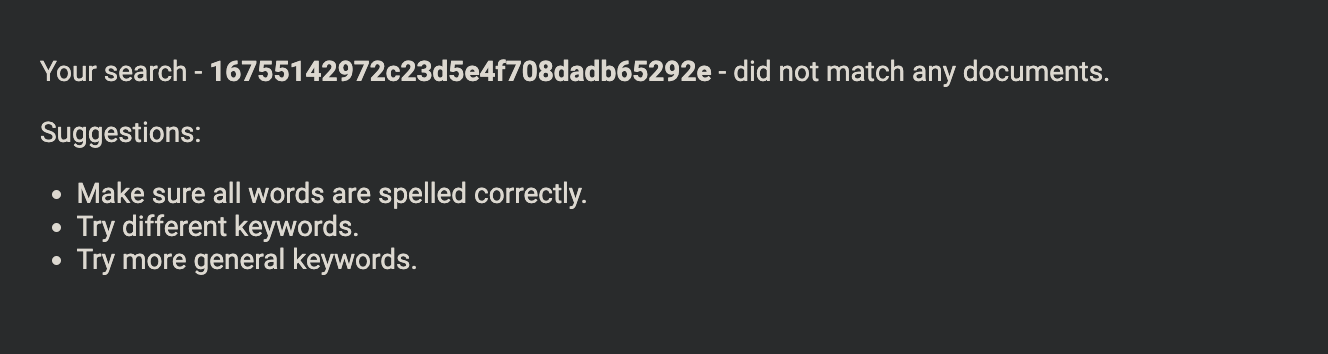 Your search - 16755142972c23d5e4f708dadb65292e - did not match any documents.
Suggestions:
• Make sure all words are spelled correctly.
• Try different keywords.
• Try more general keywords.